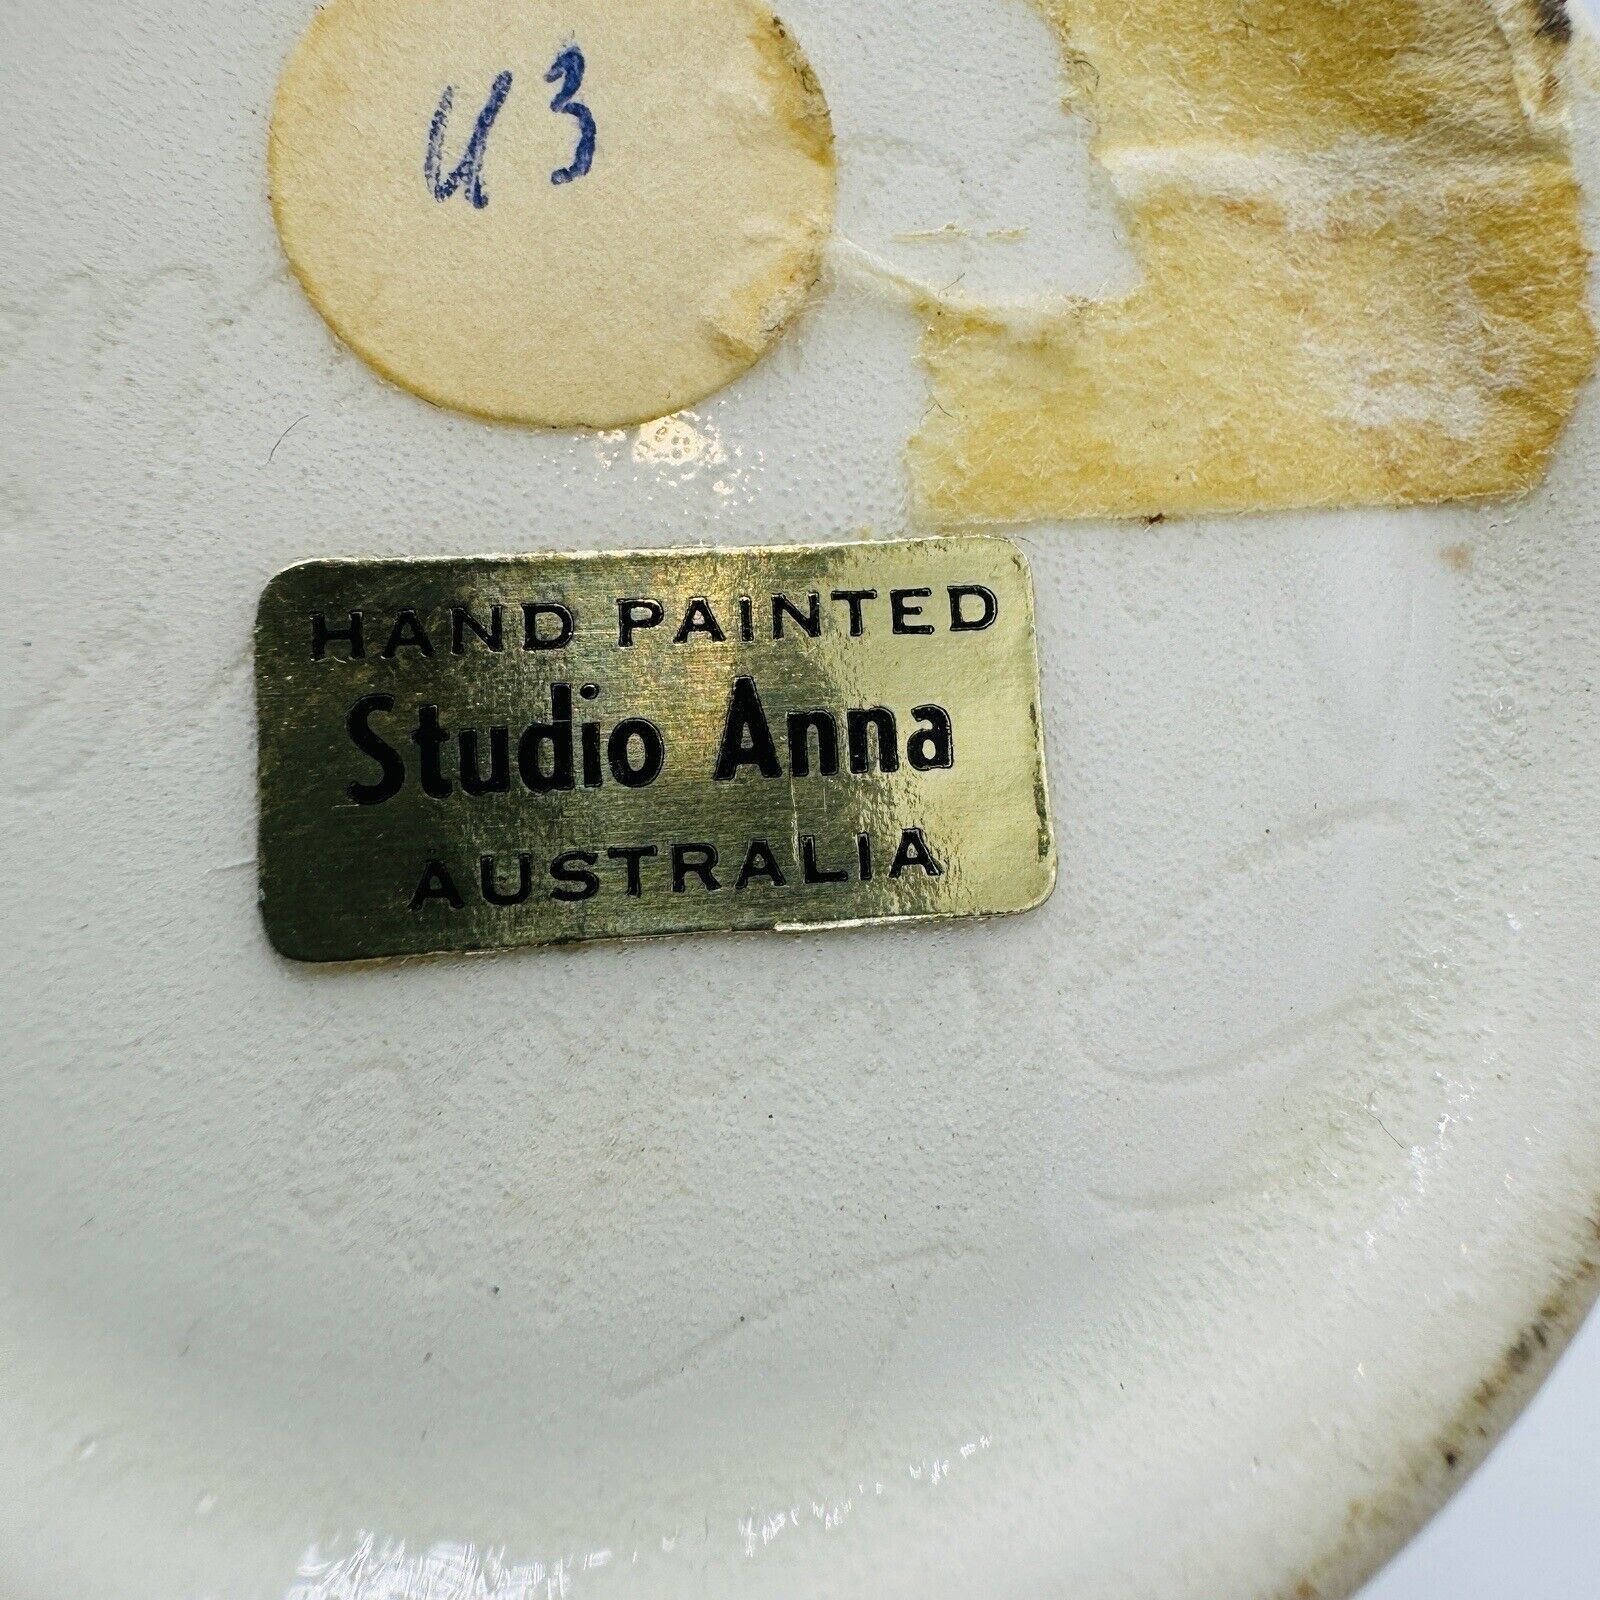 43
HAND PAINTED
Studio Anna
AUSTRALIA